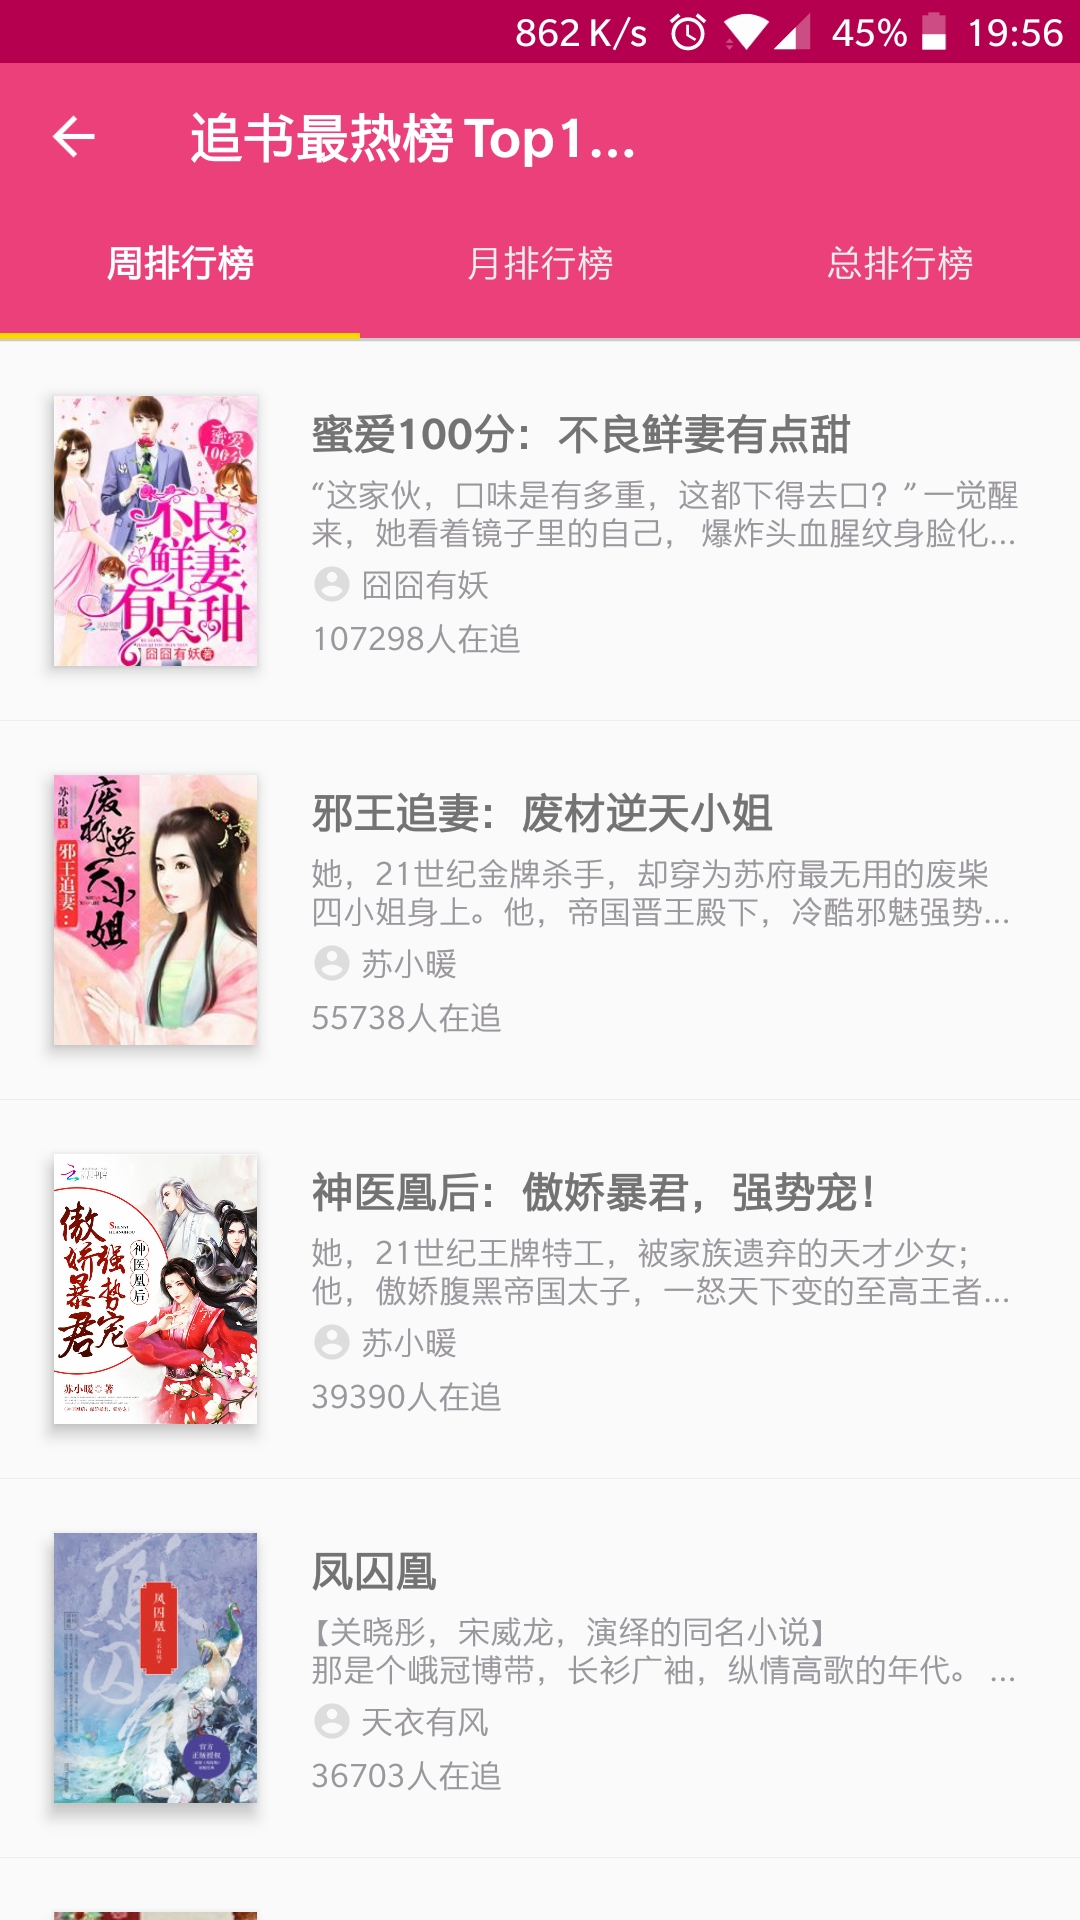 862 K/s 45% 19:56
追书最热榜 Top1...
周排行榜 月排行榜 总排行榜
蜜爱100分
不良
鲜妻
有点甜
囧囧有妖 著
蜜爱100分：不良鲜妻有点甜
“这家伙，口味是有多重，这都下得去口？” 一觉醒
来，她看着镜子里的自己， 爆炸头血腥纹身脸化...
囧囧有妖
107298人在追
苏小暖 著
邪王追妻：
废材逆天小姐
邪王追妻：废材逆天小姐
她，21世纪金牌杀手，却穿为苏府最无用的废柴
四小姐身上。他，帝国晋王殿下，冷酷邪魅强势...
苏小暖
55738人在追
神医凰后
傲娇暴君
强势宠
苏小暖 著
神医凰后：傲娇暴君，强势宠！
她，21世纪王牌特工，被家族遗弃的天才少女；
他，傲娇腹黑帝国太子，一怒天下变的至高王者...
苏小暖
39390人在追
凤囚凰
官方
正版授权
凤囚凰
【关晓彤，宋威龙，演绎的同名小说】
那是个峨冠博带，长衫广袖，纵情高歌的年代。 ...
天衣有风
36703人在追